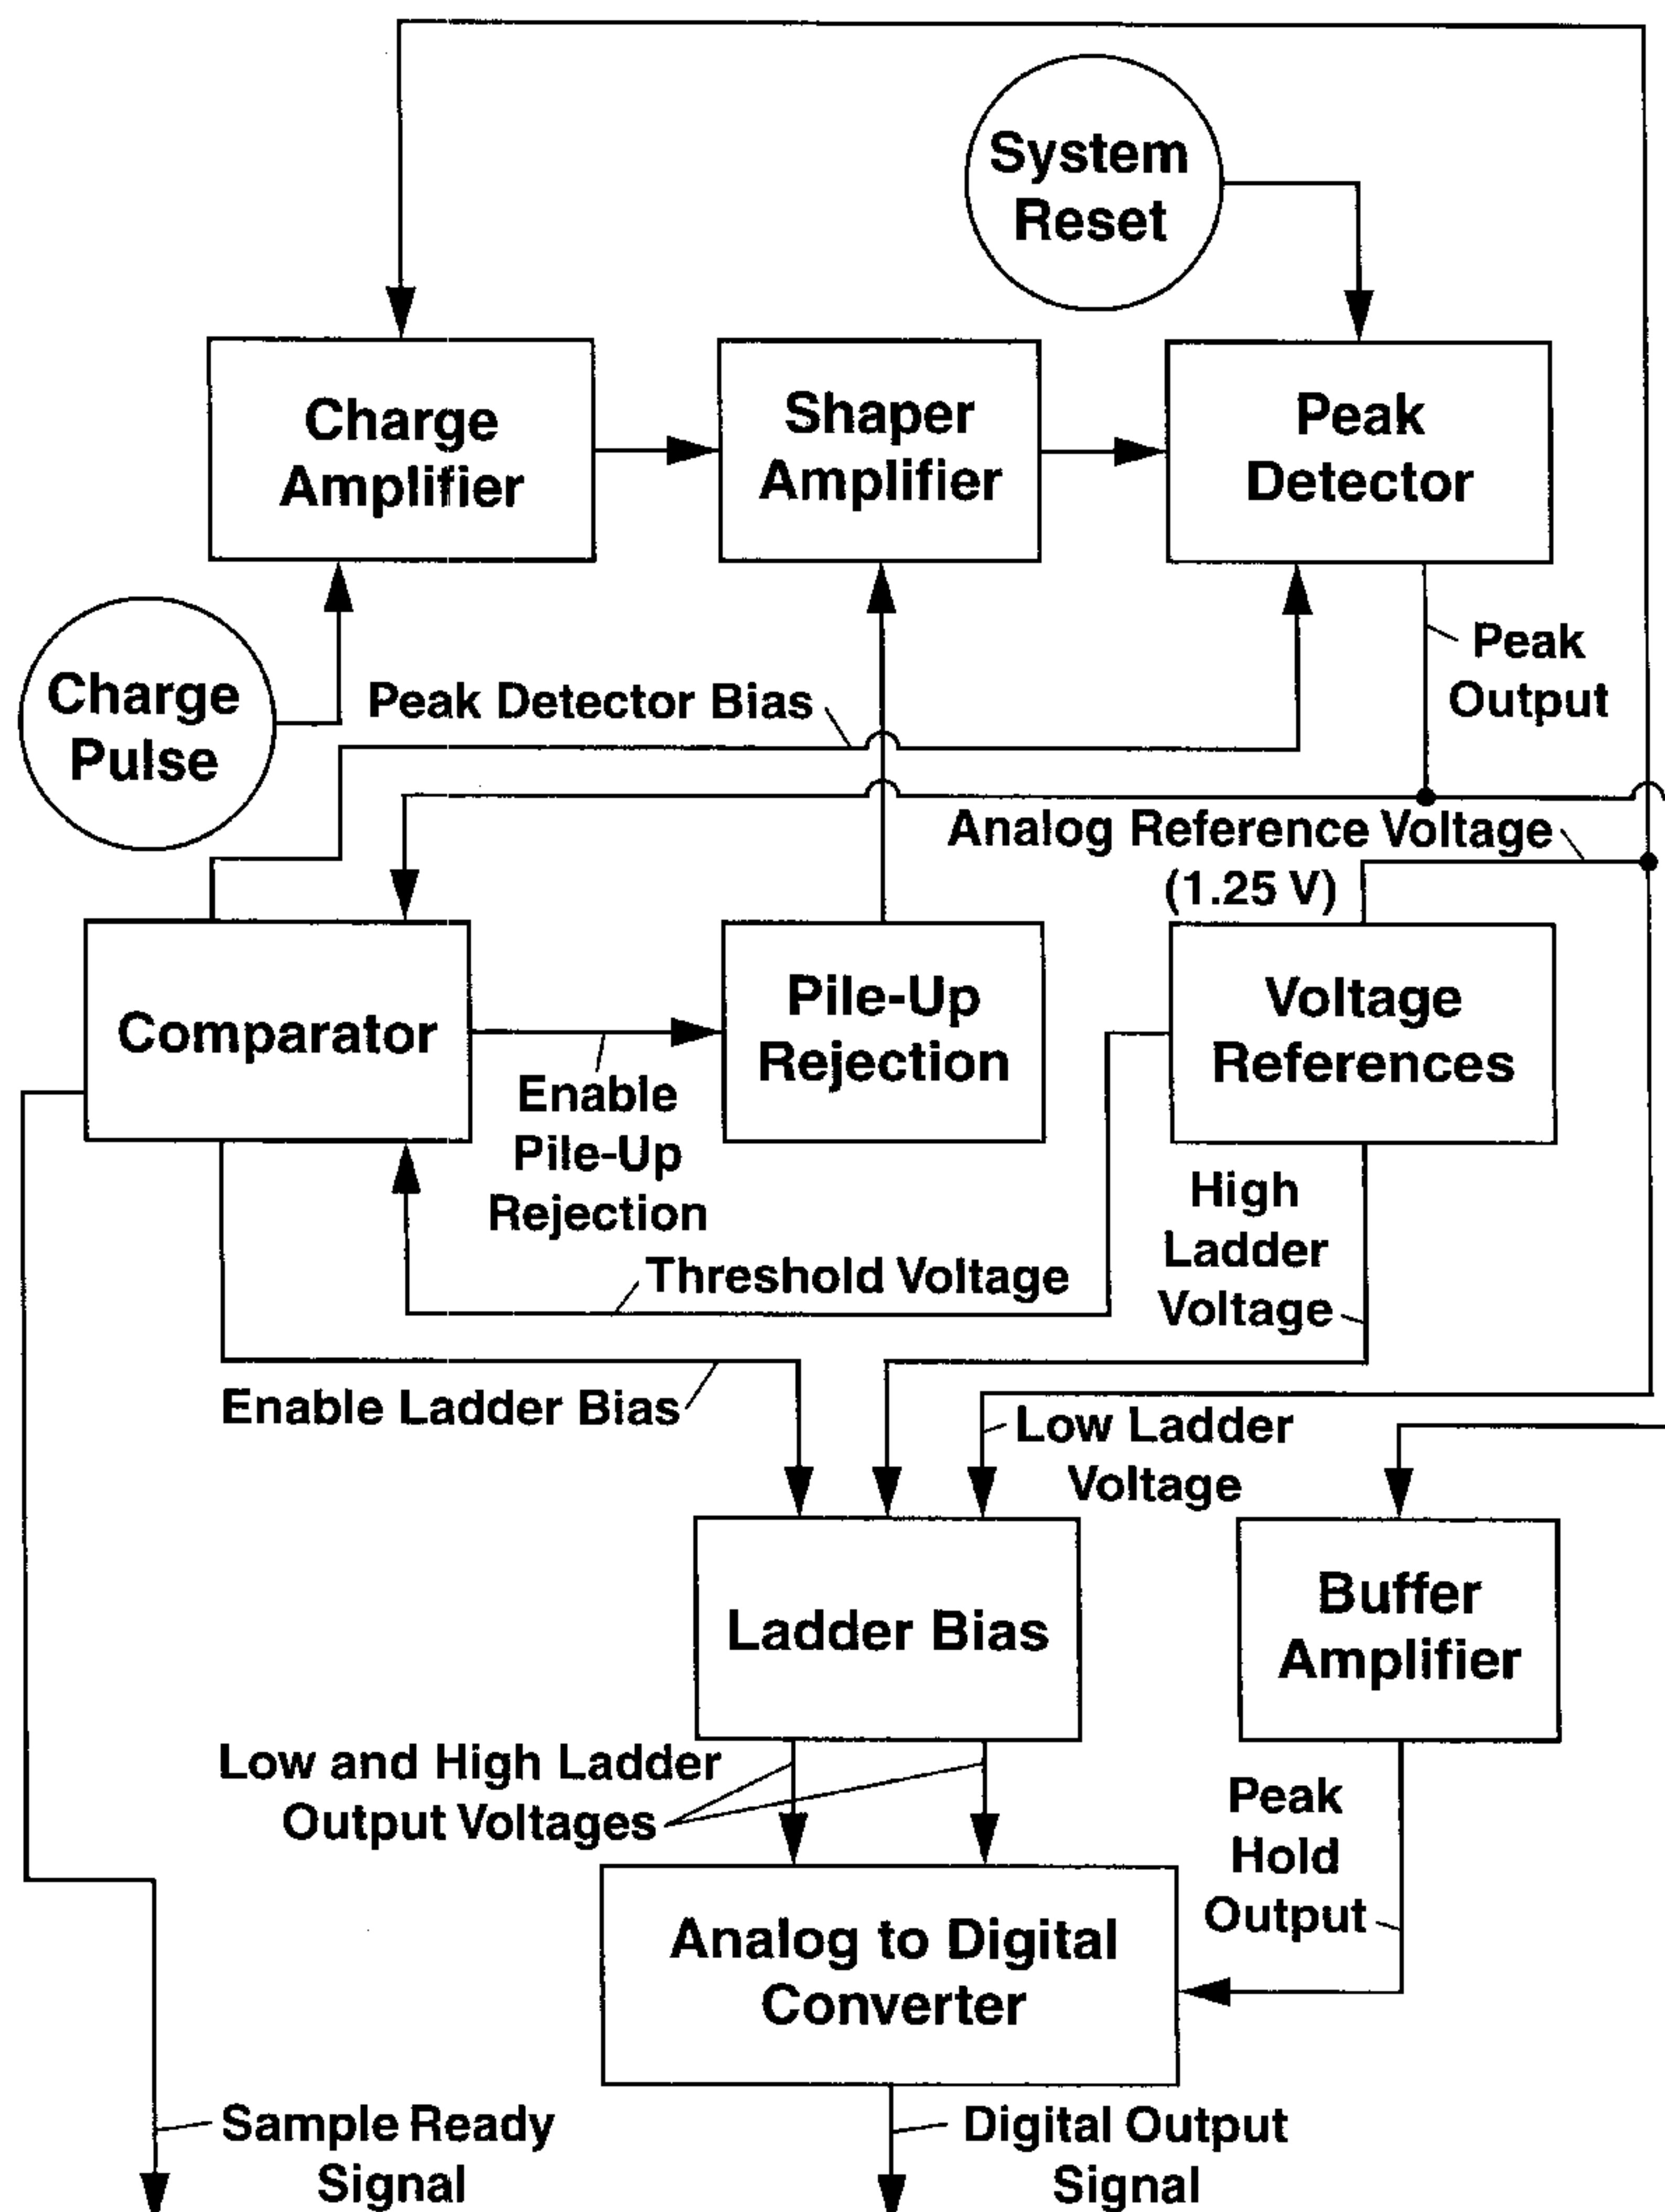 System
Reset
Charge
Amplifier
Shaper
Amplifier
Peak
Detector
Charge
Pulse
Peak Detector Bias
Peak
Output
Analog Reference Voltage
(1.25 V)
Comparator
Pile-Up
Rejection
Voltage
References
Enable
Pile-Up
Rejection
High
Ladder
Voltage
Threshold Voltage
Enable Ladder Bias
Low Ladder
Voltage
Ladder Bias
Buffer
Amplifier
Low and High Ladder
Output Voltages
Peak
Hold
Output
Analog to Digital
Converter
Sample Ready
Signal
Digital Output
Signal